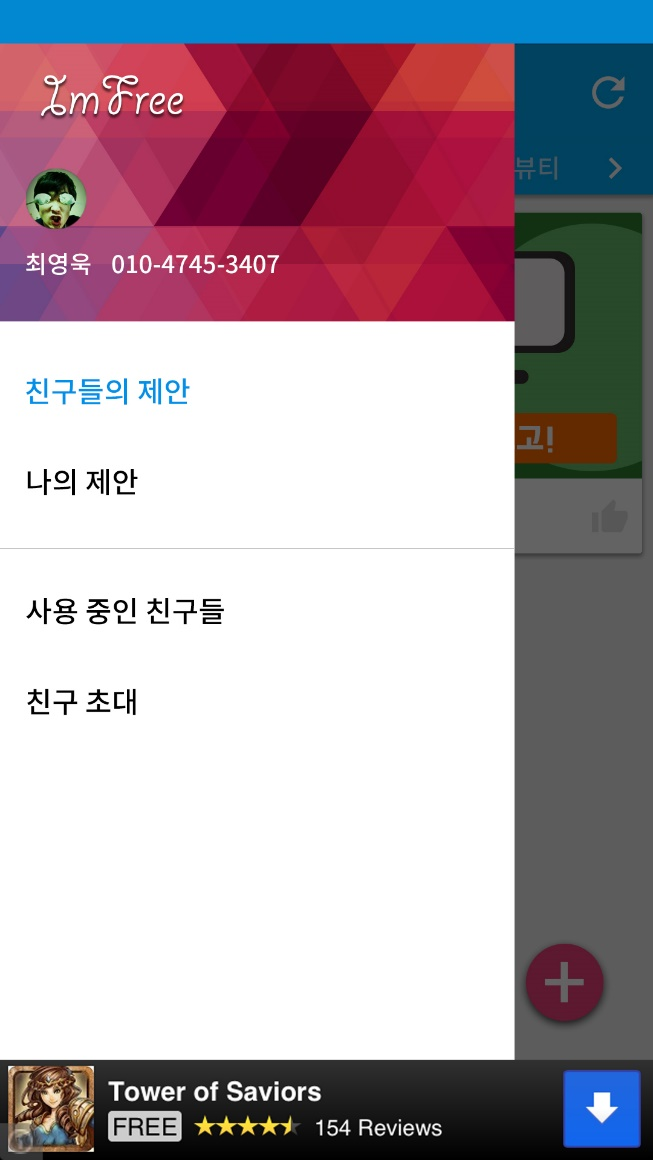 ImFree
뷰티
최영욱 010-4745-3407
친구들의 제안
고!
나의 제안
사용 중인 친구들
친구 초대
Tower of Saviors
FREE 154 Reviews